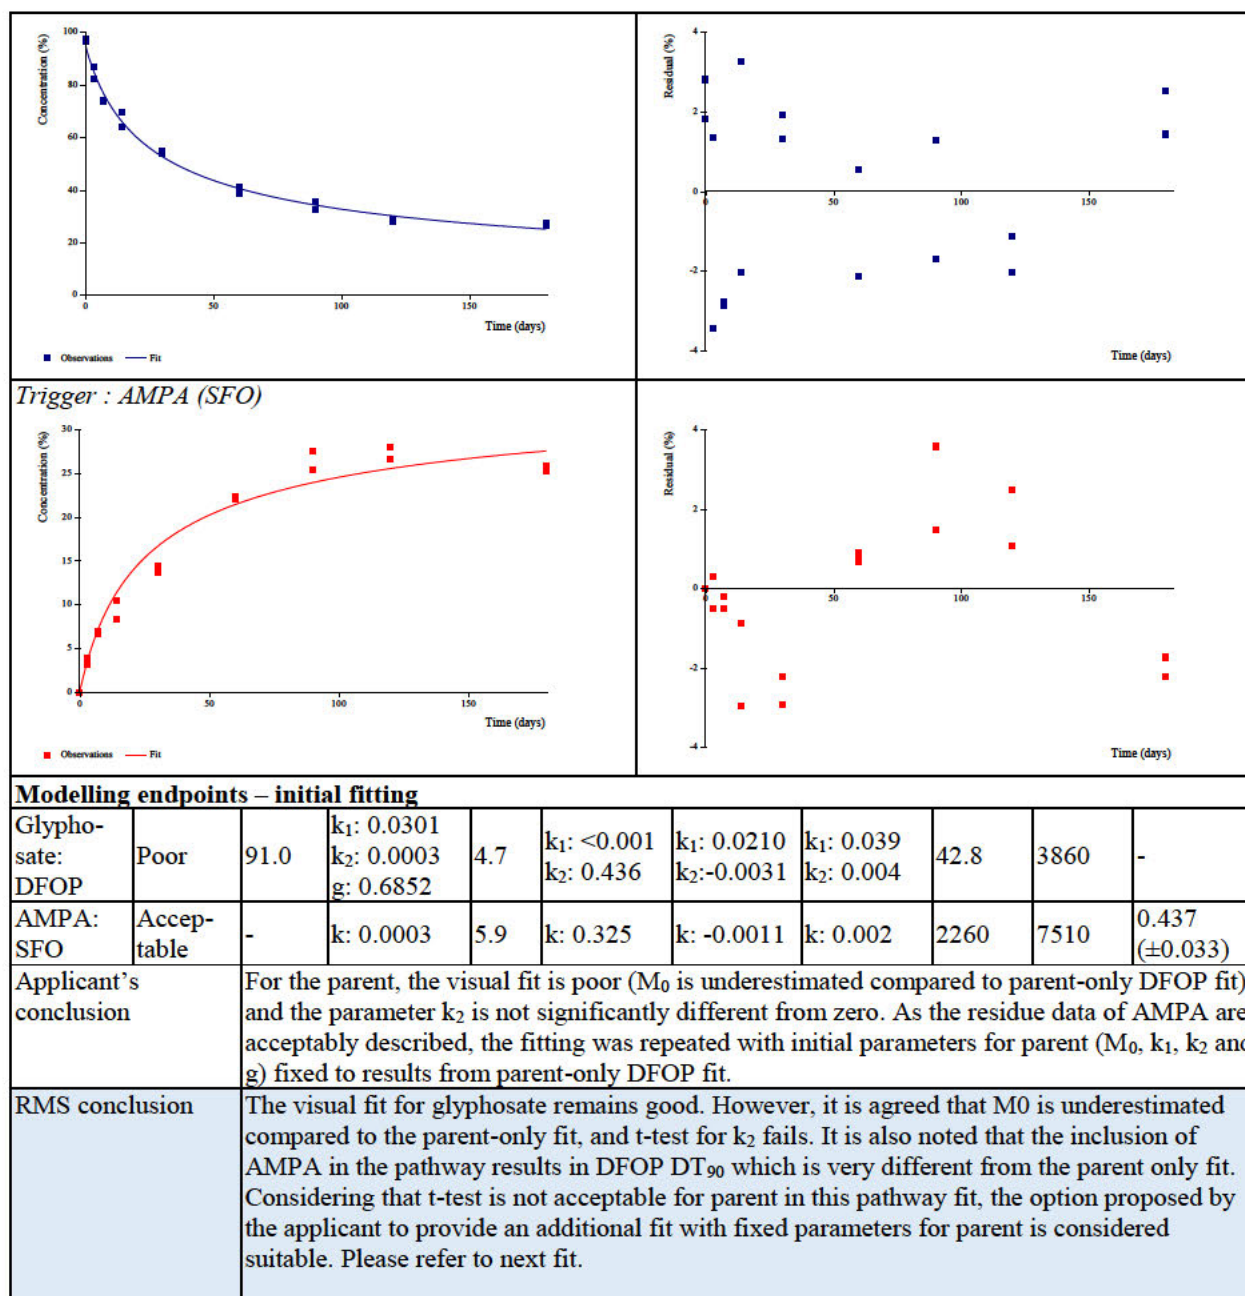 Concentration (%)
100
80
60
40
20
0
0
50
100
150
Time (days)
Observations
Fit
Residual (%)
4
2
0
-2
-4
0
50
100
150
Time (days)
Trigger : AMPA (SFO)
Concentration (%)
30
25
20
15
10
5
0
0
50
100
150
Time (days)
Observations
Fit
Residual (%)
4
2
0
-2
-4
0
50
100
150
Time (days)
Modelling endpoints – initial fitting
Glypho-
sate:
DFOP
Poor
91.0
k₁: 0.0301
k₂: 0.0003
g: 0.6852
4.7
k₁: <0.001
k₂: 0.436
k₁: 0.0210
k₂:-0.0031
k₁: 0.039
k₂: 0.004
42.8
3860
-
AMPA:
SFO
Accep-
table
-
k: 0.0003
5.9
k: 0.325
k: -0.0011
k: 0.002
2260
7510
0.437
(±0.033)
Applicant’s
conclusion
For the parent, the visual fit is poor (M₀ is underestimated compared to parent-only DFOP fit)
and the parameter k₂ is not significantly different from zero. As the residue data of AMPA are
acceptably described, the fitting was repeated with initial parameters for parent (M₀, k₁, k₂ and
g) fixed to results from parent-only DFOP fit.
RMS conclusion
The visual fit for glyphosate remains good. However, it is agreed that M0 is underestimated
compared to the parent-only fit, and t-test for k₂ fails. It is also noted that the inclusion of
AMPA in the pathway results in DFOP DT₉₀ which is very different from the parent only fit.
Considering that t-test is not acceptable for parent in this pathway fit, the option proposed by
the applicant to provide an additional fit with fixed parameters for parent is considered
suitable. Please refer to next fit.